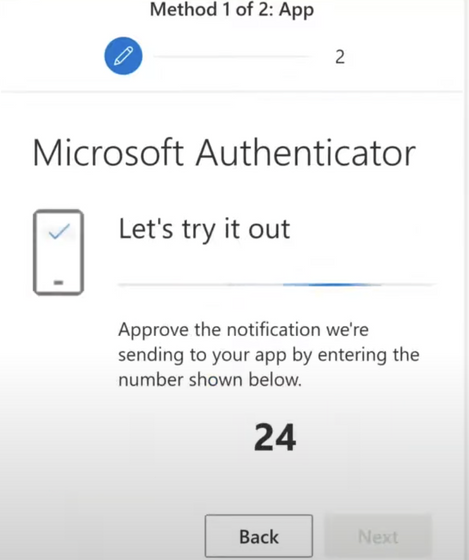 Method 1 of 2: App
2
Microsoft Authenticator
Let's try it out
Approve the notification we're
sending to your app by entering the
number shown below.
24
Back Next